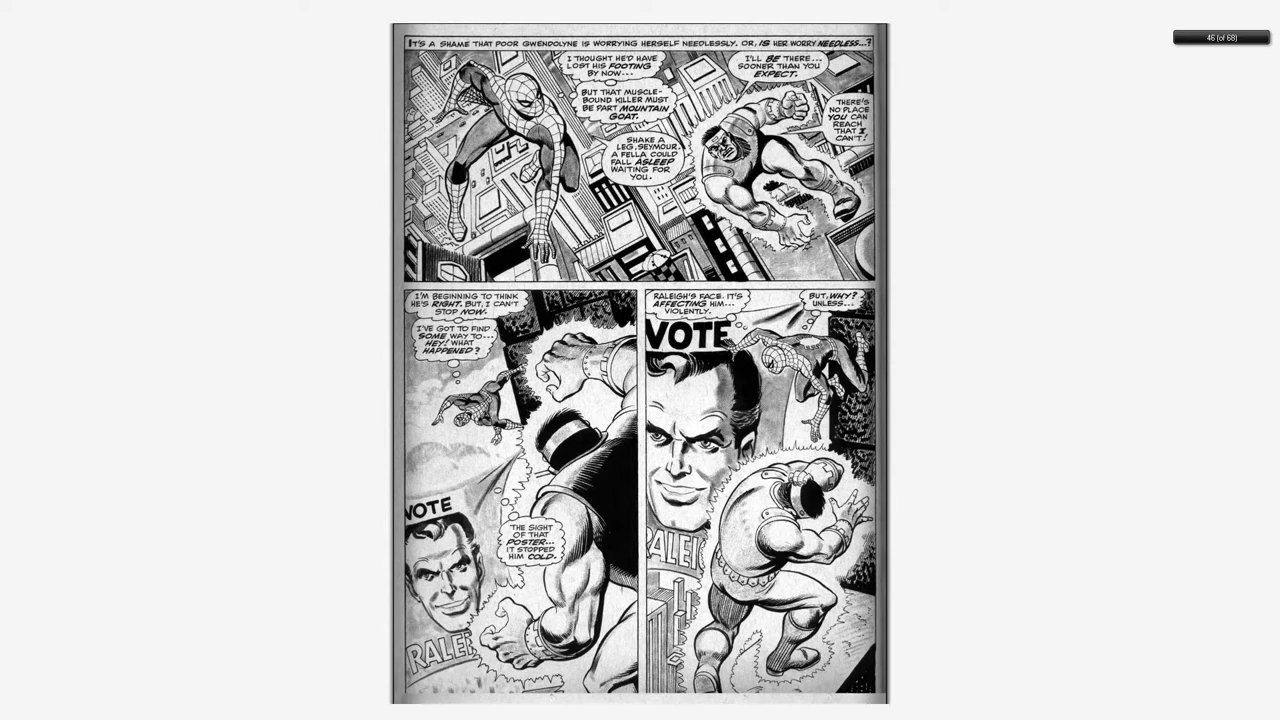 46 (of 68)
IT'S A SHAME THAT POOR GWENDOLYNE IS WORRYING HERSELF NEEDLESSLY. OR, IS HER WORRY NEEDLESS...?
I THOUGHT HE'D HAVE
LOST HIS FOOTING
BY NOW---
BUT THAT MUSCLE-
BOUND KILLER MUST
BE PART MOUNTAIN
GOAT.
SHAKE A
LEG, SEYMOUR.
A FELLA COULD
FALL ASLEEP
WAITING FOR
YOU.
I'LL BE THERE...
SOONER THAN YOU
EXPECT.
THERE'S
NO PLACE
YOU CAN
REACH
THAT I
CAN'T!
I'M BEGINNING TO THINK
HE'S RIGHT. BUT, I CAN'T
STOP NOW.
I'VE GOT TO FIND
SOME WAY TO---
HEY! WHAT
HAPPENED?
THE SIGHT
OF THAT
POSTER...
IT STOPPED
HIM COLD.
VOTE
RALEI
RALEIGH'S FACE. IT'S
AFFECTING HIM---
VIOLENTLY.
BUT, WHY?
UNLESS...
VOTE
RALEI